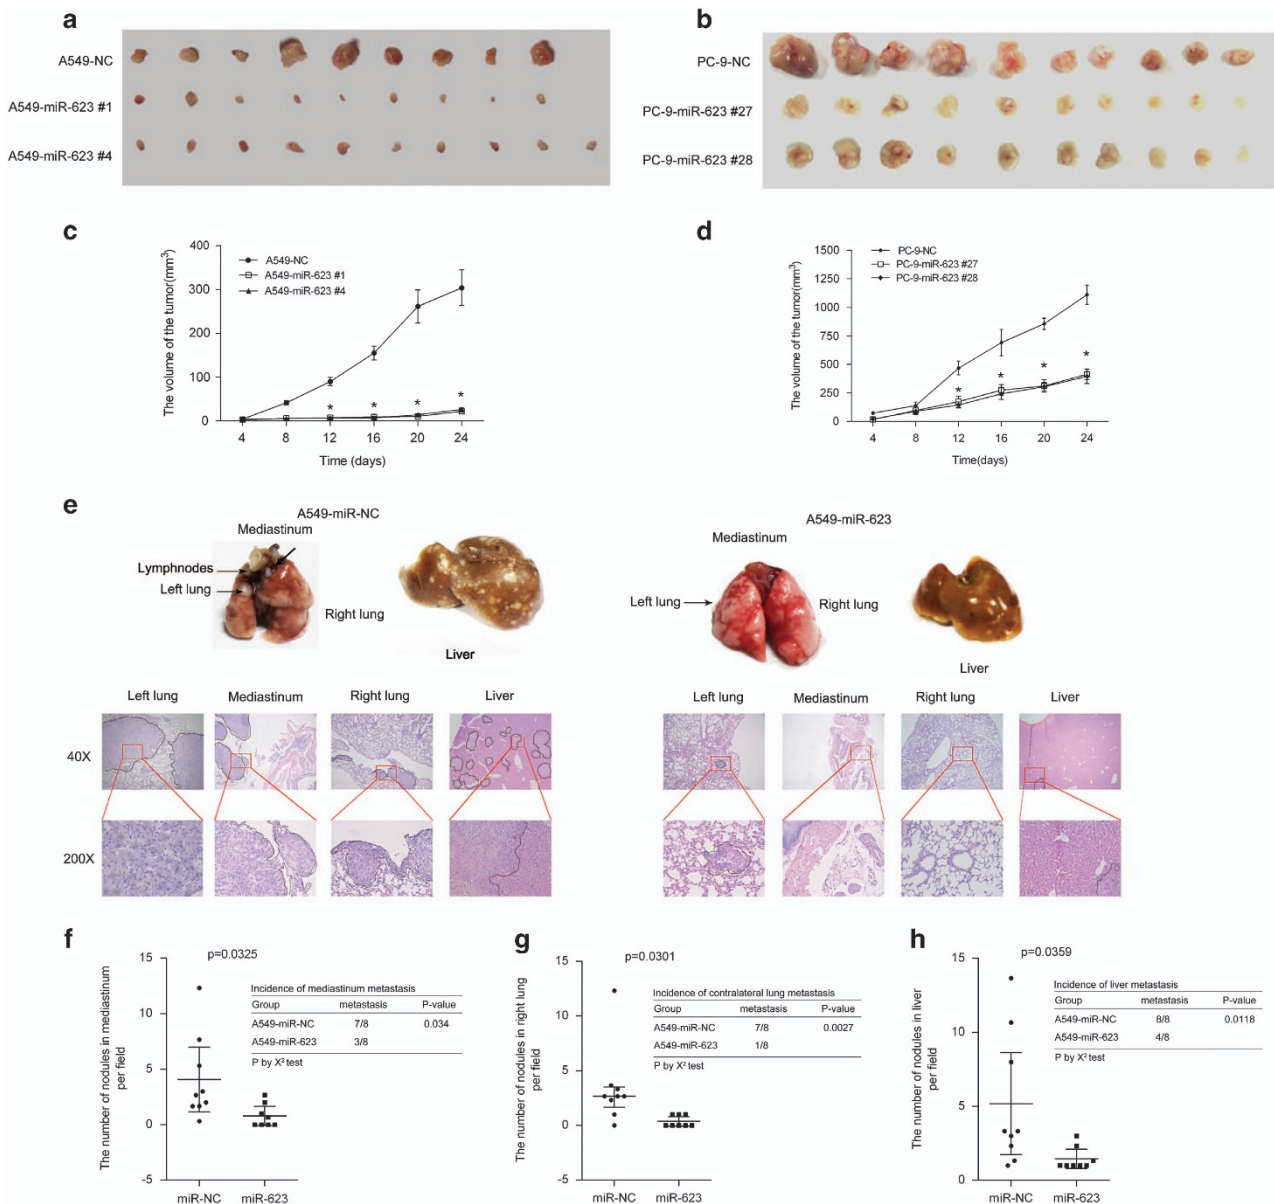 a
A549-NC
A549-miR-623 #1
A549-miR-623 #4
b
PC-9-NC
PC-9-miR-623 #27
PC-9-miR-623 #28
c
The volume of the tumor(mm³)
400
300
200
100
0
A549-NC
A549-miR-623 #1
A549-miR-623 #4
* * * *
4 8 12 16 20 24
Time (days)
d
The volume of the tumor(mm³)
1500
1250
1000
750
500
250
0
PC-9-NC
PC-9-miR-623 #27
PC-9-miR-623 #28
* * * *
4 8 12 16 20 24
Time(days)
e
A549-miR-NC
Mediastinum
Lymphnodes
Left lung
Right lung
Liver
A549-miR-623
Mediastinum
Left lung
Right lung
Liver
Left lung Mediastinum Right lung Liver
Left lung Mediastinum Right lung Liver
40X
200X
f
p=0.0325
The number of nodules in mediastinum
per field
15
10
5
0
-5
miR-NC miR-623
Incidence of mediastinum metastasis
Group metastasis P-value
A549-miR-NC 7/8 0.034
A549-miR-623 3/8
P by X² test
g
p=0.0301
The number of nodules in right lung
per field
15
10
5
0
-5
miR-NC miR-623
Incidence of contralateral lung metastasis
Group metastasis P-value
A549-miR-NC 7/8 0.0027
A549-miR-623 1/8
P by X² test
h
p=0.0359
The number of nodules in liver
per field
15
10
5
0
miR-NC miR-623
Incidence of liver metastasis
Group metastasis P-value
A549-miR-NC 8/8 0.0118
A549-miR-623 4/8
P by X² test